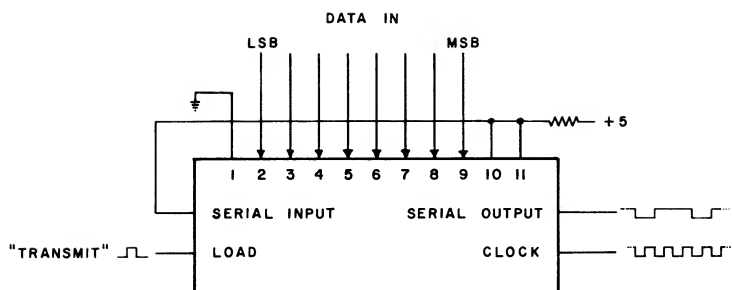 DATA IN
LSB MSB
+5
1 2 3 4 5 6 7 8 9 10 11
SERIAL INPUT SERIAL OUTPUT
"TRANSMIT" LOAD CLOCK